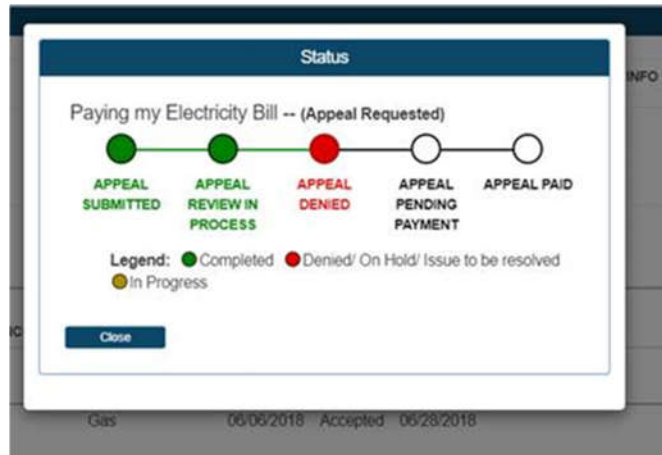 Status
INFO
Paying my Electricity Bill -- (Appeal Requested)
APPEAL SUBMITTED
APPEAL REVIEW IN PROCESS
APPEAL DENIED
APPEAL PENDING PAYMENT
APPEAL PAID
Legend: Completed Denied/ On Hold/ Issue to be resolved
In Progress
Close
Gas 06/06/2018 Accepted 06/28/2018